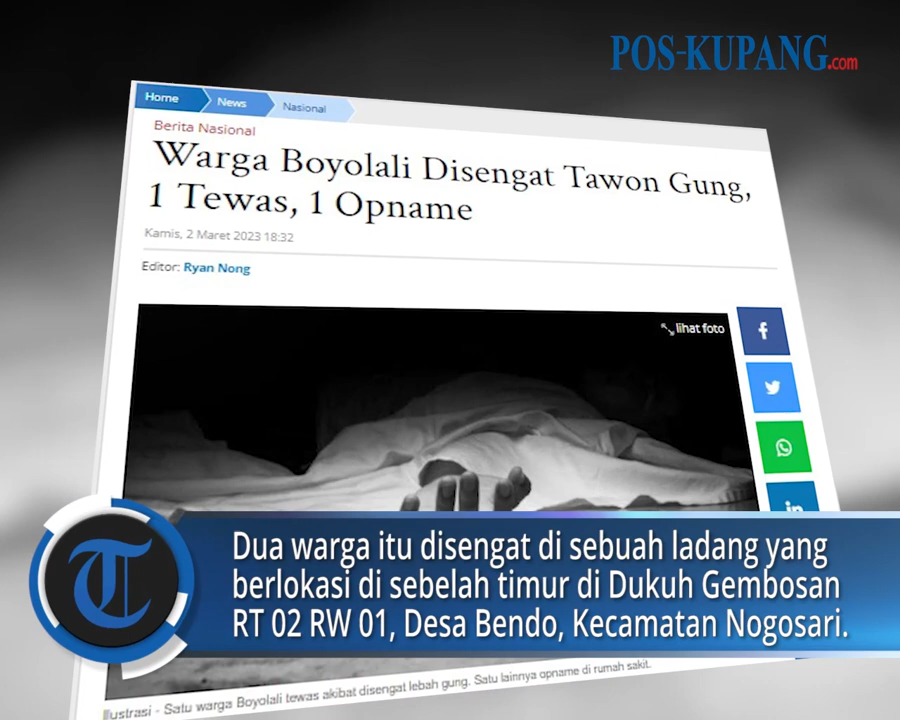 POS-KUPANG.com
Home News Nasional
Berita Nasional
Warga Boyolali Disengat Tawon Gung,
1 Tewas, 1 Opname
Kamis, 2 Maret 2023 18:32
Editor: Ryan Nong
lihat foto
f
in
T
Dua warga itu disengat di sebuah ladang yang
berlokasi di sebelah timur di Dukuh Gembosan
RT 02 RW 01, Desa Bendo, Kecamatan Nogosari.
Ilustrasi - Satu warga Boyolali tewas akibat disengat lebah gung. Satu lainnya opname di rumah sakit.